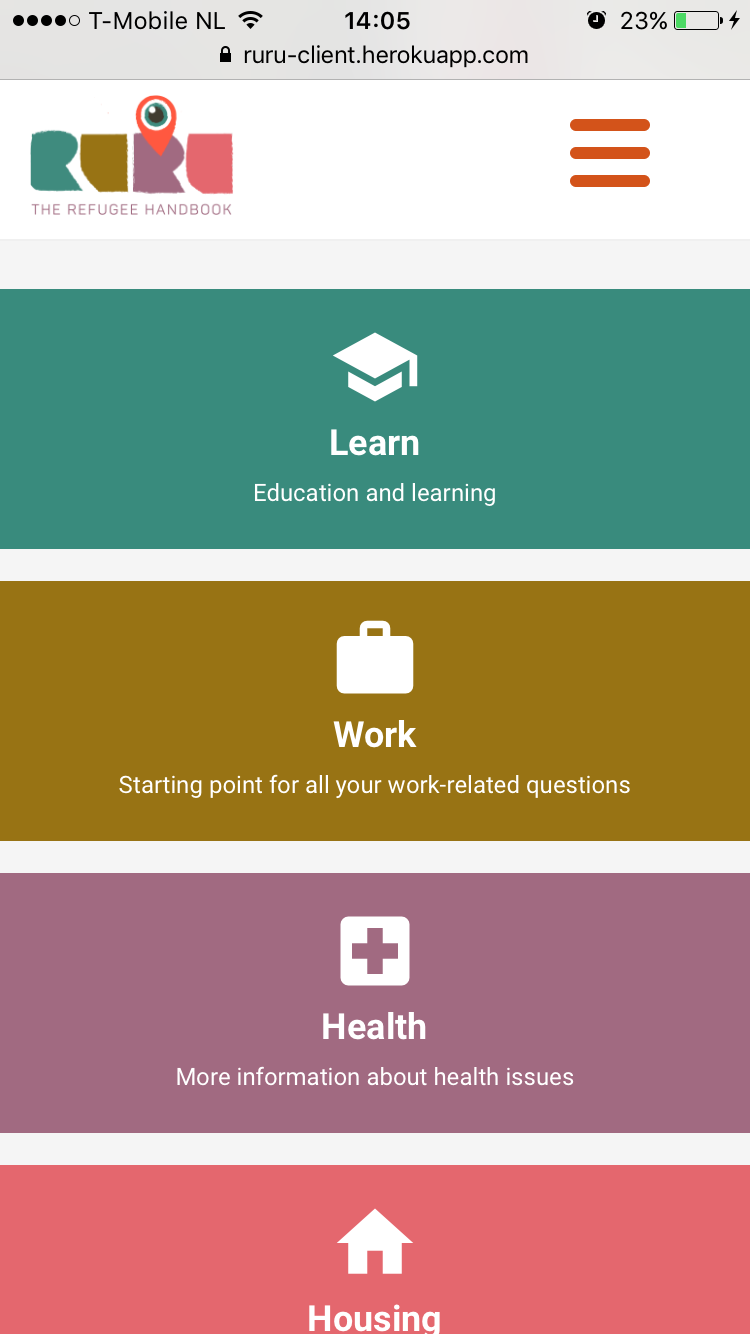 T-Mobile NL 14:05 23%
ruru-client.herokuapp.com
RURU
THE REFUGEE HANDBOOK
Learn
Education and learning
Work
Starting point for all your work-related questions
Health
More information about health issues
Housing